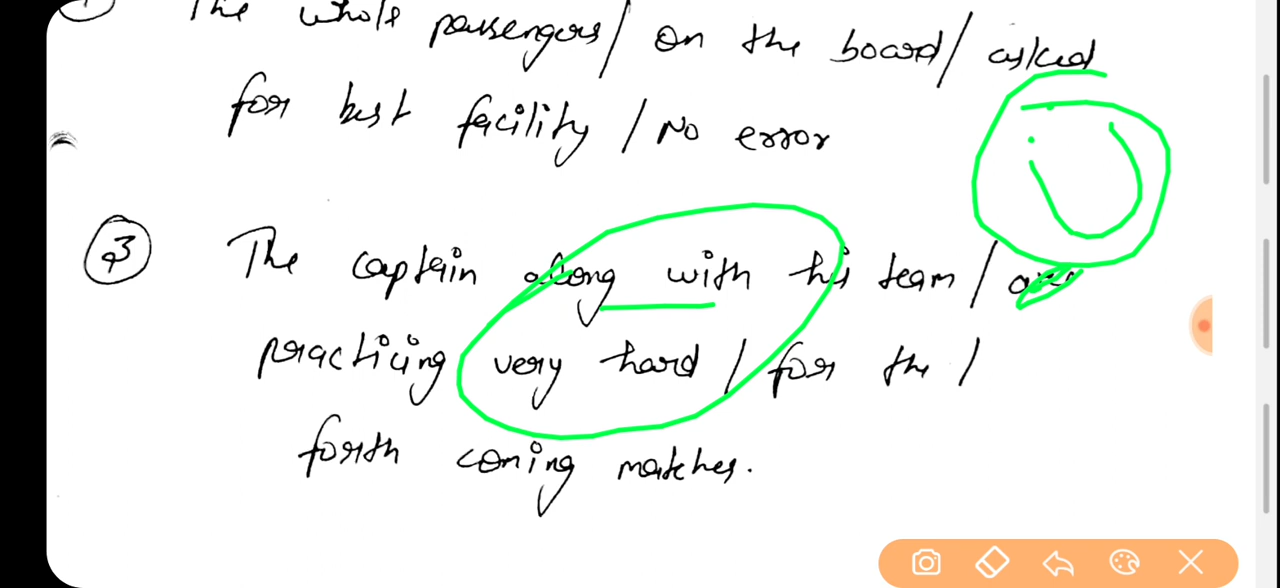 The whole passengers/ on the board/ asked
for best facility / No error
3 The captain along with his team / are
practicing very hard / for the /
forth coming matches.